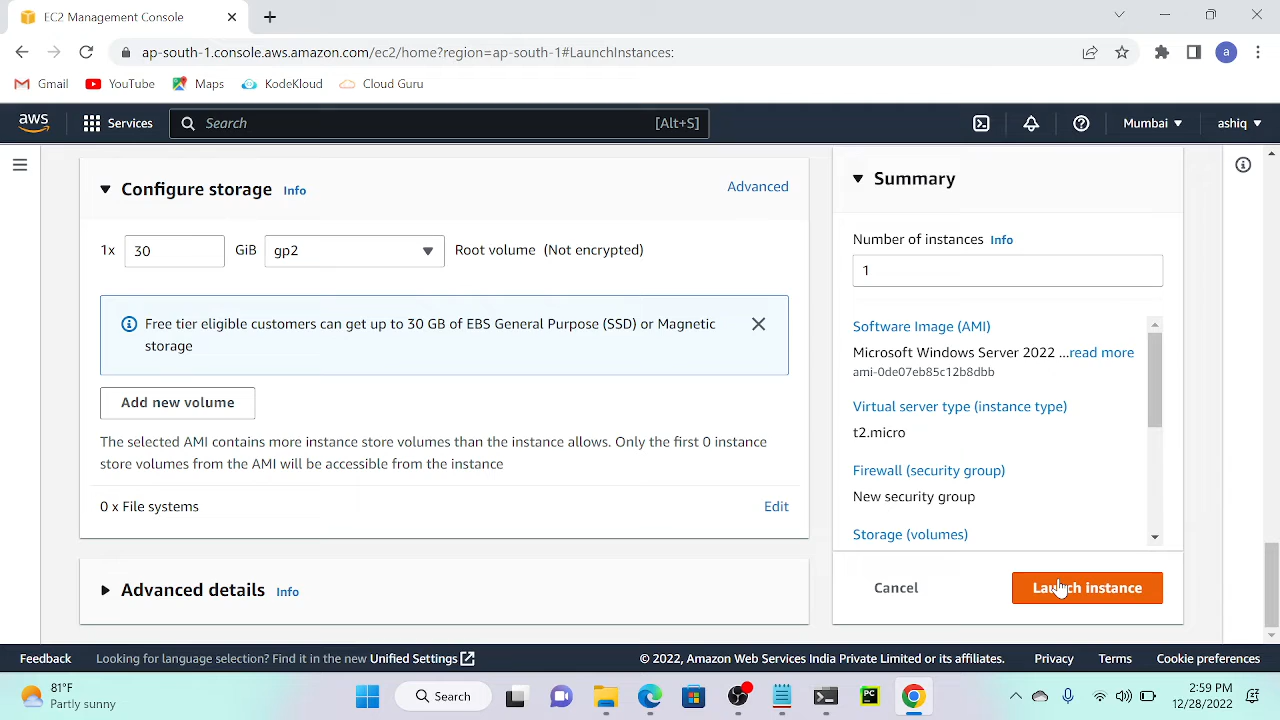 EC2 Management Console
ap-south-1.console.aws.amazon.com/ec2/home?region=ap-south-1#LaunchInstances:
a
Gmail
YouTube
Maps
KodeKloud
Cloud Guru
aws
Services
Search
[Alt+S]
Mumbai
ashiq
Configure storage Info
Advanced
1x 30 GiB gp2 Root volume (Not encrypted)
Free tier eligible customers can get up to 30 GB of EBS General Purpose (SSD) or Magnetic
storage
Add new volume
The selected AMI contains more instance store volumes than the instance allows. Only the first 0 instance
store volumes from the AMI will be accessible from the instance
0 x File systems
Edit
Advanced details Info
Summary
Number of instances Info
1
Software Image (AMI)
Microsoft Windows Server 2022 ...read more
ami-0de07eb85c12b8dbb
Virtual server type (instance type)
t2.micro
Firewall (security group)
New security group
Storage (volumes)
Cancel
Launch instance
Feedback
Looking for language selection? Find it in the new Unified Settings
© 2022, Amazon Web Services India Private Limited or its affiliates.
Privacy
Terms
Cookie preferences
81°F
Partly sunny
Search
PC
2:59 PM
12/28/2022